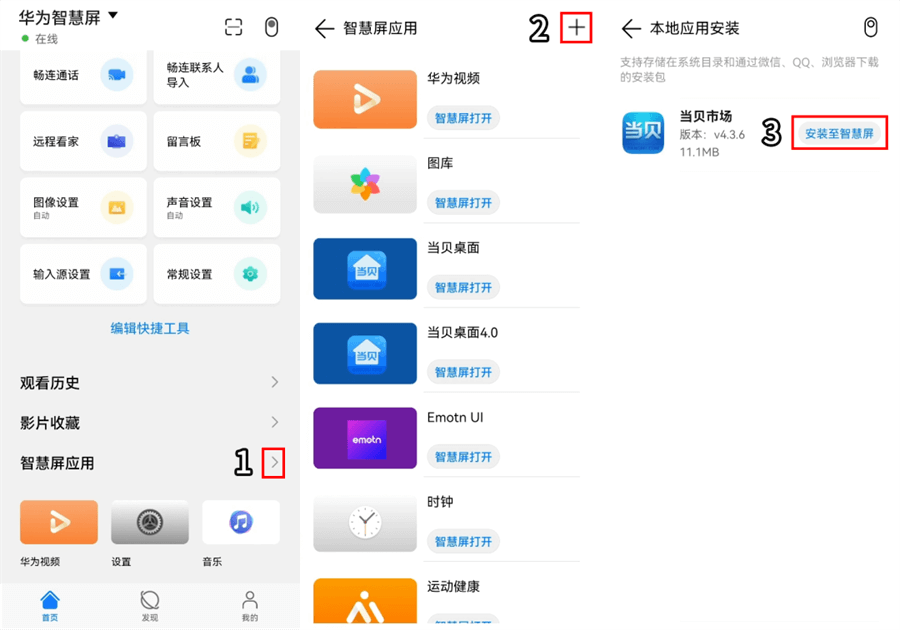 华为智慧屏
在线
畅连通话
畅连联系人
导入
远程看家
留言板
图像设置
自动
声音设置
自动
输入源设置
常规设置
编辑快捷工具
观看历史
影片收藏
智慧屏应用
1
华为视频
设置
音乐
首页
发现
我的
智慧屏应用
2
华为视频
智慧屏打开
图库
智慧屏打开
当贝
当贝桌面
智慧屏打开
当贝
当贝桌面4.0
智慧屏打开
emotn
Emotn UI
智慧屏打开
时钟
智慧屏打开
运动健康
智慧屏打开
本地应用安装
支持存储在系统目录和通过微信、QQ、浏览器下载
的安装包
当贝
当贝市场
版本：v4.3.6
11.1MB
3
安装至智慧屏